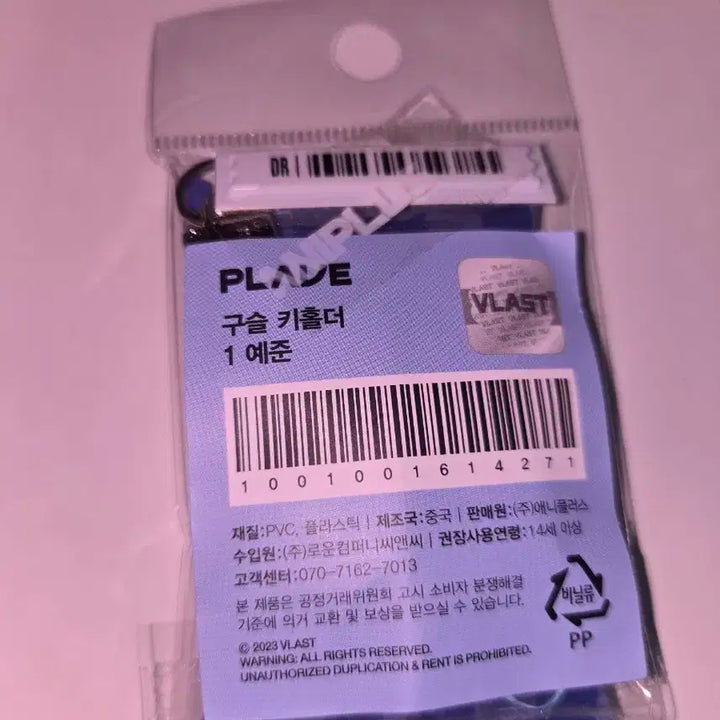 DR
PLAVE
구슬 키홀더
1 예준
VLAST
1001001614271
재질:PVC, 플라스틱 | 제조국:중국 | 판매원:(주)애니플러스
수입원:(주)로운컴퍼니씨앤씨 | 권장사용연령:14세 이상
고객센터:070-7162-7013
본 제품은 공정거래위원회 고시 소비자 분쟁해결
기준에 의거 교환 및 보상을 받으실 수 있습니다.
비닐류
PP
© 2023 VLAST
WARNING: ALL RIGHTS RESERVED.
UNAUTHORIZED DUPLICATION & RENT IS PROHIBITED.